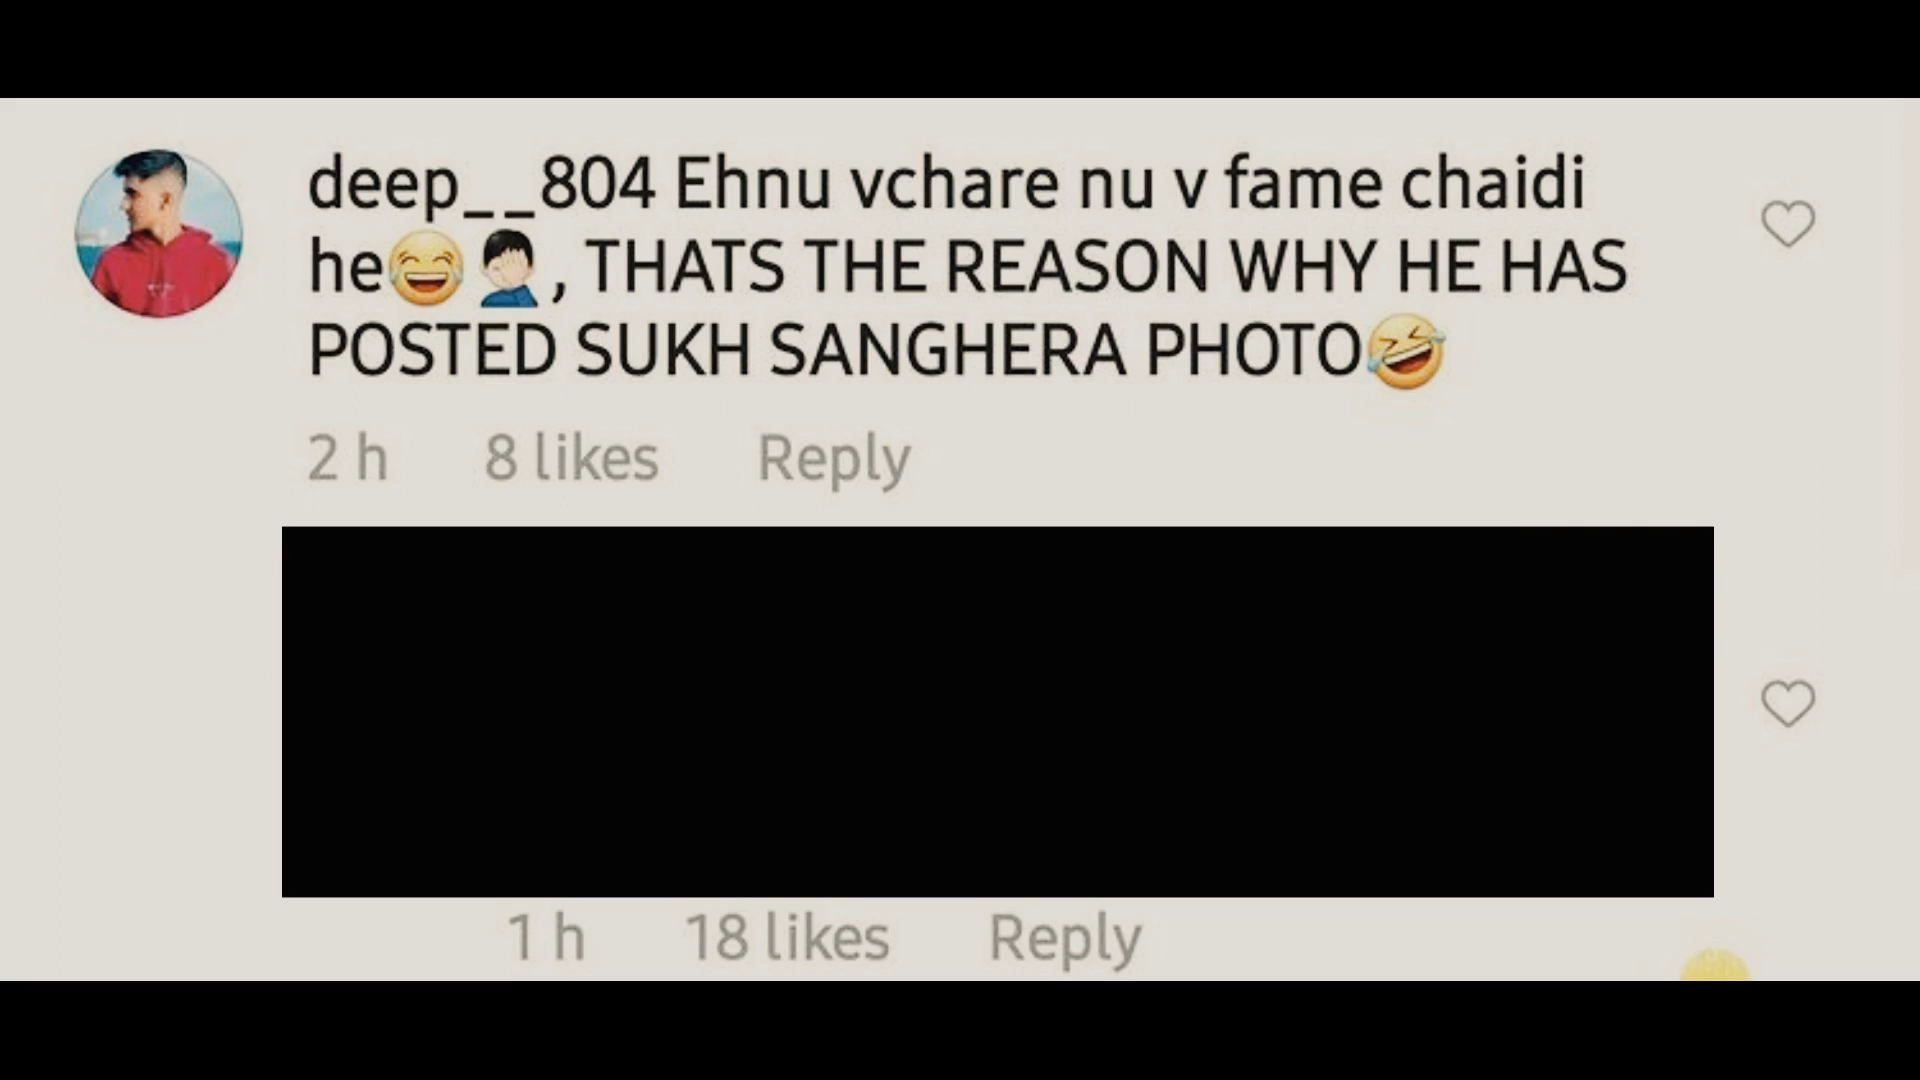 deep__804 Ehnu vchare nu v fame chaidi
he😂🤦🏻‍♂️, THATS THE REASON WHY HE HAS
POSTED SUKH SANGHERA PHOTO🤣
2 h 8 likes Reply
1 h 18 likes Reply